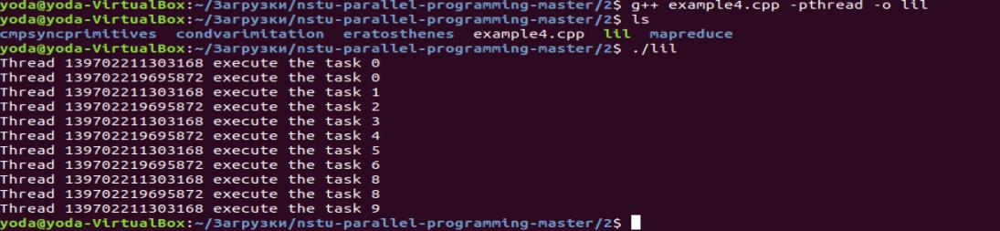 yoda@yoda-VirtualBox:~/Загрузки/nstu-parallel-programming-master/2$ g++ example4.cpp -pthread -o lil
yoda@yoda-VirtualBox:~/Загрузки/nstu-parallel-programming-master/2$ ls
cmpsyncprimitives condvarimitation eratosthenes example4.cpp lil mapreduce
yoda@yoda-VirtualBox:~/Загрузки/nstu-parallel-programming-master/2$ ./lil
Thread 139702211303168 execute the task 0
Thread 139702219695872 execute the task 0
Thread 139702211303168 execute the task 1
Thread 139702219695872 execute the task 2
Thread 139702211303168 execute the task 3
Thread 139702219695872 execute the task 4
Thread 139702211303168 execute the task 5
Thread 139702219695872 execute the task 6
Thread 139702211303168 execute the task 8
Thread 139702219695872 execute the task 8
Thread 139702211303168 execute the task 9
yoda@yoda-VirtualBox:~/Загрузки/nstu-parallel-programming-master/2$